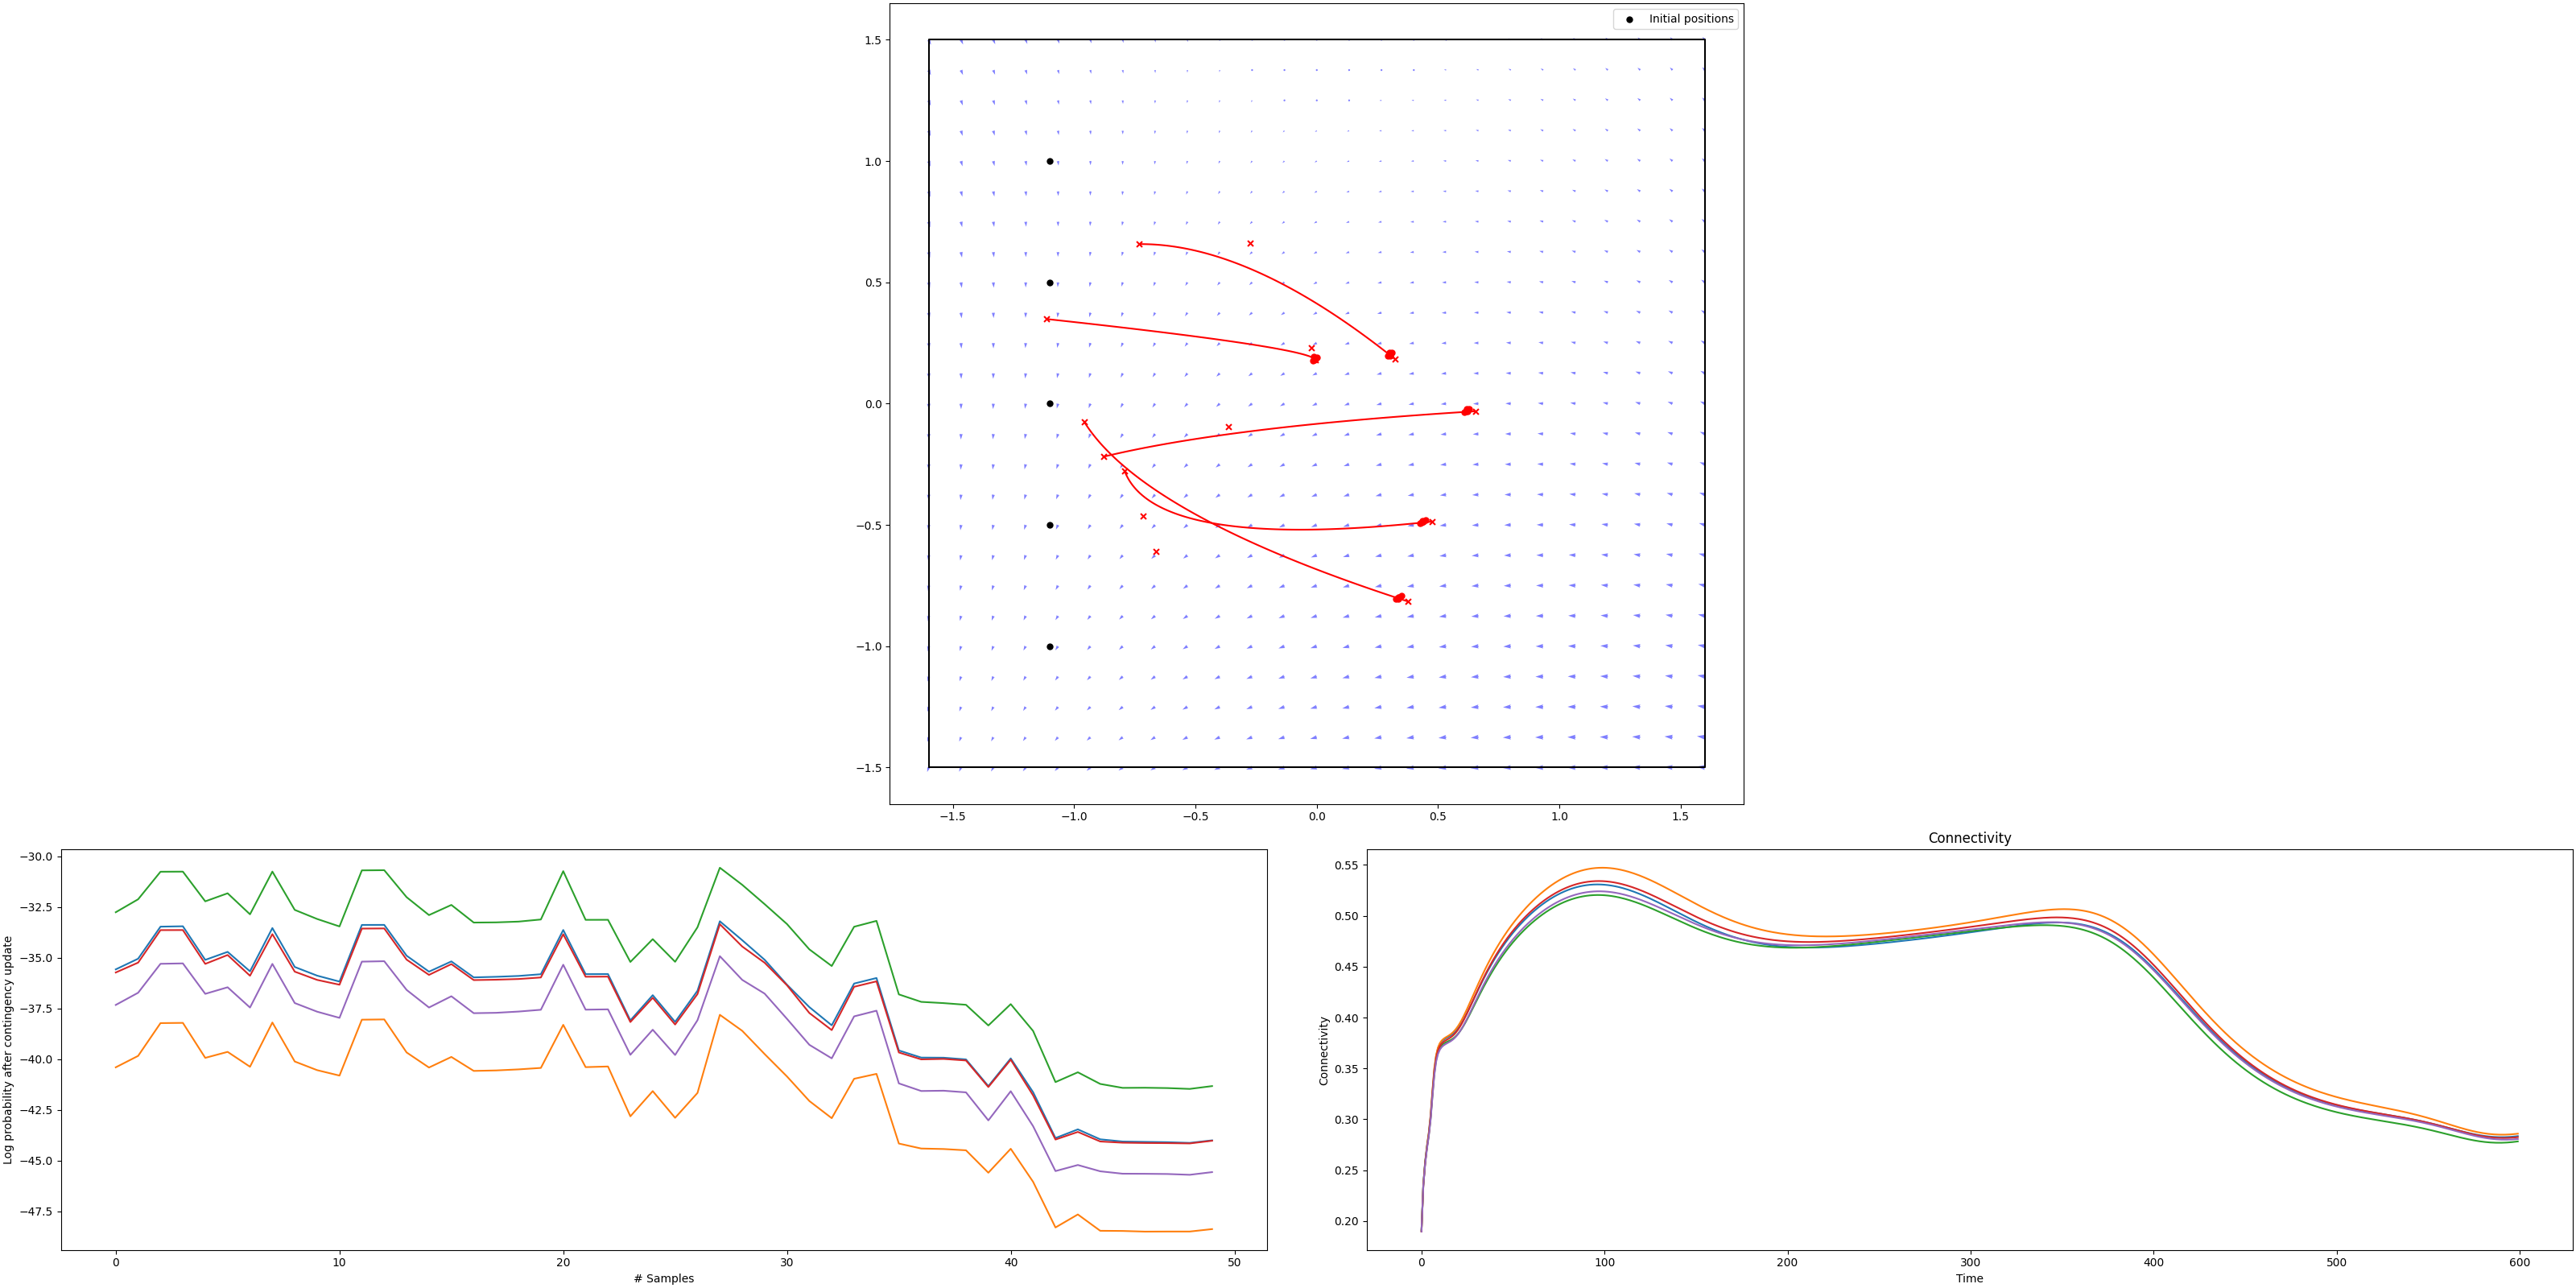 Initial positions
1.5
1.0
0.5
0.0
−0.5
−1.0
−1.5
−1.5 −1.0 −0.5 0.0 0.5 1.0 1.5
Log probability after contingency update
−30.0
−32.5
−35.0
−37.5
−40.0
−42.5
−45.0
−47.5
0 10 20 30 40 50
# Samples
Connectivity
Connectivity
0.55
0.50
0.45
0.40
0.35
0.30
0.25
0.20
0 100 200 300 400 500 600
Time